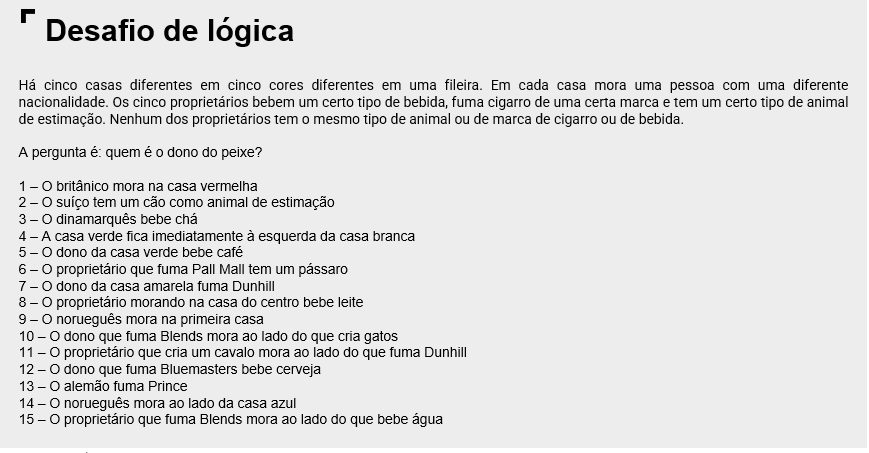 Desafio de lógica
Há cinco casas diferentes em cinco cores diferentes em uma fileira. Em cada casa mora uma pessoa com uma diferente
nacionalidade. Os cinco proprietários bebem um certo tipo de bebida, fuma cigarro de uma certa marca e tem um certo tipo de animal
de estimação. Nenhum dos proprietários tem o mesmo tipo de animal ou de marca de cigarro ou de bebida.
A pergunta é: quem é o dono do peixe?
1 – O britânico mora na casa vermelha
2 – O suíço tem um cão como animal de estimação
3 – O dinamarquês bebe chá
4 – A casa verde fica imediatamente à esquerda da casa branca
5 – O dono da casa verde bebe café
6 – O proprietário que fuma Pall Mall tem um pássaro
7 – O dono da casa amarela fuma Dunhill
8 – O proprietário morando na casa do centro bebe leite
9 – O norueguês mora na primeira casa
10 – O dono que fuma Blends mora ao lado do que cria gatos
11 – O proprietário que cria um cavalo mora ao lado do que fuma Dunhill
12 – O dono que fuma Bluemasters bebe cerveja
13 – O alemão fuma Prince
14 – O norueguês mora ao lado da casa azul
15 – O proprietário que fuma Blends mora ao lado do que bebe água